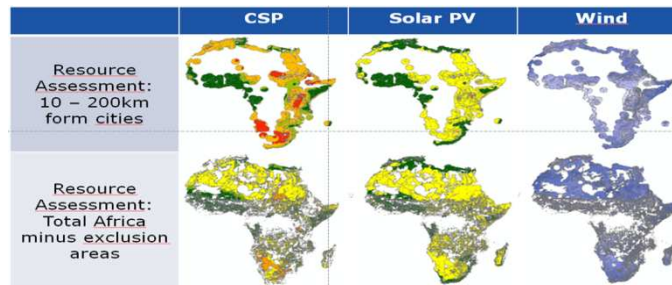 CSP
Solar PV
Wind
Resource
Assessment:
10 – 200km
form cities
Resource
Assessment:
Total Africa
minus exclusion
areas